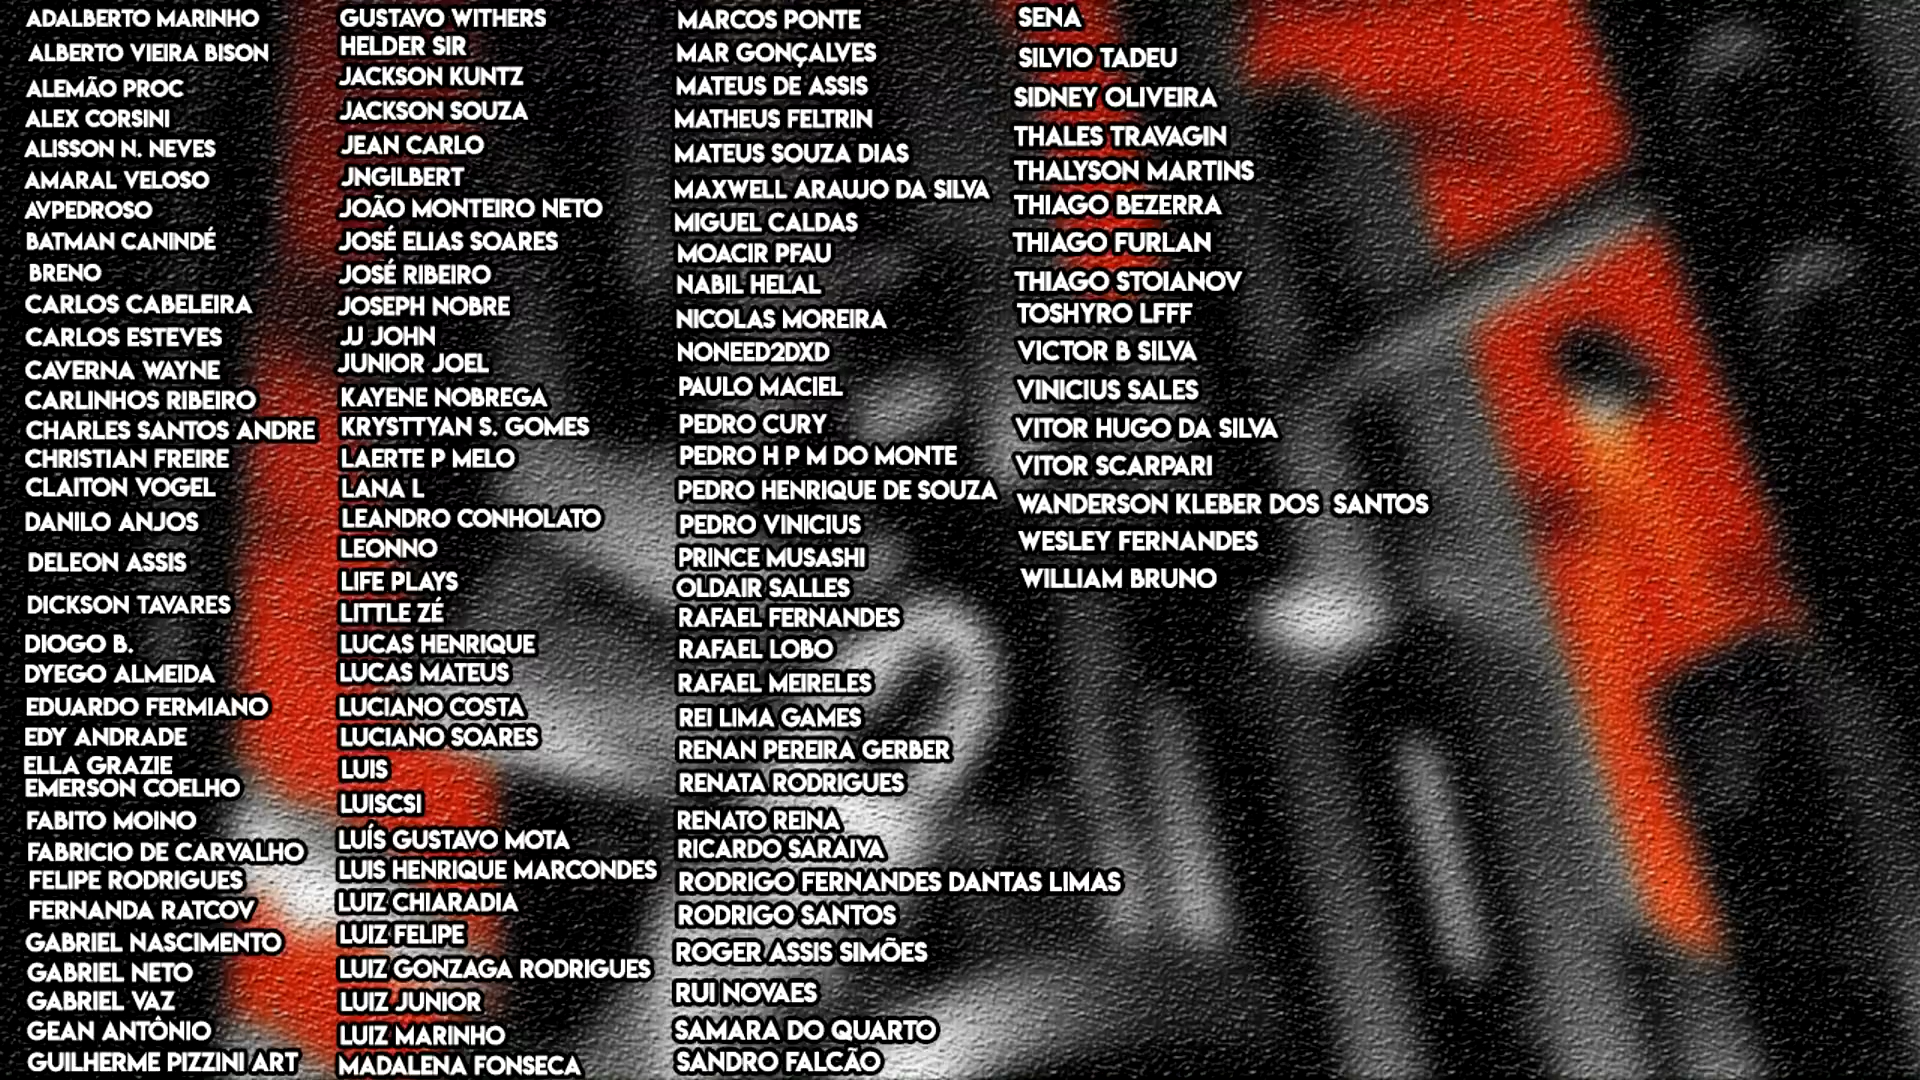 ADALBERTO MARINHO
ALBERTO VIEIRA BISON
ALEMÃO PROC
ALEX CORSINI
ALISSON N. NEVES
AMARAL VELOSO
AVPEDROSO
BATMAN CANINDÉ
BRENO
CARLOS CABELEIRA
CARLOS ESTEVES
CAVERNA WAYNE
CARLINHOS RIBEIRO
CHARLES SANTOS ANDRE
CHRISTIAN FREIRE
CLAITON VOGEL
DANILO ANJOS
DELEON ASSIS
DICKSON TAVARES
DIOGO B.
DYEGO ALMEIDA
EDUARDO FERMIANO
EDY ANDRADE
ELLA GRAZIE
EMERSON COELHO
FABITO MOINO
FABRICIO DE CARVALHO
FELIPE RODRIGUES
FERNANDA RATCOV
GABRIEL NASCIMENTO
GABRIEL NETO
GABRIEL VAZ
GEAN ANTÔNIO
GUILHERME PIZZINI ART
GUSTAVO WITHERS
HELDER SIR
JACKSON KUNTZ
JACKSON SOUZA
JEAN CARLO
JNGILBERT
JOÃO MONTEIRO NETO
JOSÉ ELIAS SOARES
JOSÉ RIBEIRO
JOSEPH NOBRE
JJ JOHN
JUNIOR JOEL
KAYENE NOBREGA
KRYSTTYAN S. GOMES
LAERTE P MELO
LANA L
LEANDRO CONHOLATO
LEONNO
LIFE PLAYS
LITTLE ZÉ
LUCAS HENRIQUE
LUCAS MATEUS
LUCIANO COSTA
LUCIANO SOARES
LUIS
LUISCSI
LUÍS GUSTAVO MOTA
LUIS HENRIQUE MARCONDES
LUIZ CHIARADIA
LUIZ FELIPE
LUIZ GONZAGA RODRIGUES
LUIZ JUNIOR
LUIZ MARINHO
MADALENA FONSECA
MARCOS PONTE
MAR GONÇALVES
MATEUS DE ASSIS
MATHEUS FELTRIN
MATEUS SOUZA DIAS
MAXWELL ARAUJO DA SILVA
MIGUEL CALDAS
MOACIR PFAU
NABIL HELAL
NICOLAS MOREIRA
NONEED2DXD
PAULO MACIEL
PEDRO CURY
PEDRO H P M DO MONTE
PEDRO HENRIQUE DE SOUZA
PEDRO VINICIUS
PRINCE MUSASHI
OLDAIR SALLES
RAFAEL FERNANDES
RAFAEL LOBO
RAFAEL MEIRELES
REI LIMA GAMES
RENAN PEREIRA GERBER
RENATA RODRIGUES
RENATO REINA
RICARDO SARAIVA
RODRIGO FERNANDES DANTAS LIMAS
RODRIGO SANTOS
ROGER ASSIS SIMÕES
RUI NOVAES
SAMARA DO QUARTO
SANDRO FALCÃO
SENA
SILVIO TADEU
SIDNEY OLIVEIRA
THALES TRAVAGIN
THALYSON MARTINS
THIAGO BEZERRA
THIAGO FURLAN
THIAGO STOIANOV
TOSHYRO LFFF
VICTOR B SILVA
VINICIUS SALES
VITOR HUGO DA SILVA
VITOR SCARPARI
WANDERSON KLEBER DOS  SANTOS
WESLEY FERNANDES
WILLIAM BRUNO